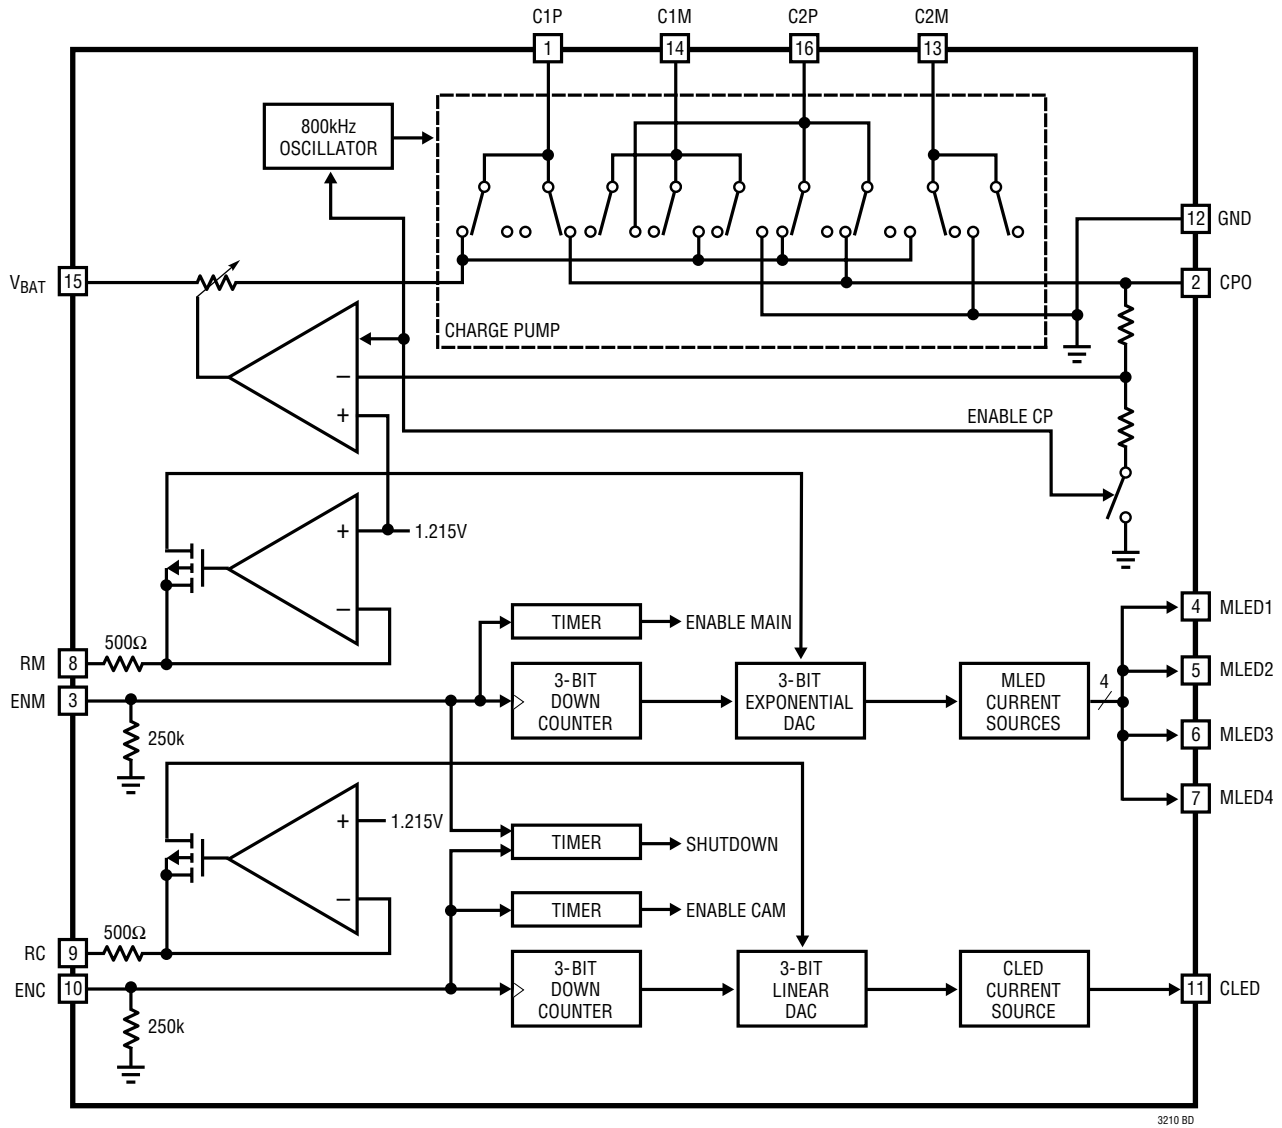 C1P C1M C2P C2M
1 14 16 13
800kHz
OSCILLATOR
12 GND
VBAT 15
2 CPO
CHARGE PUMP
−
+
ENABLE CP
+ 1.215V
−
4 MLED1
TIMER ENABLE MAIN
500Ω
RM 8
5 MLED2
ENM 3
3-BIT
DOWN
COUNTER
3-BIT
EXPONENTIAL
DAC
MLED
CURRENT
SOURCES
4
250k
6 MLED3
7 MLED4
+ 1.215V
−
TIMER SHUTDOWN
TIMER ENABLE CAM
500Ω
RC 9
ENC 10
3-BIT
DOWN
COUNTER
3-BIT
LINEAR
DAC
CLED
CURRENT
SOURCE
11 CLED
250k
3210 BD